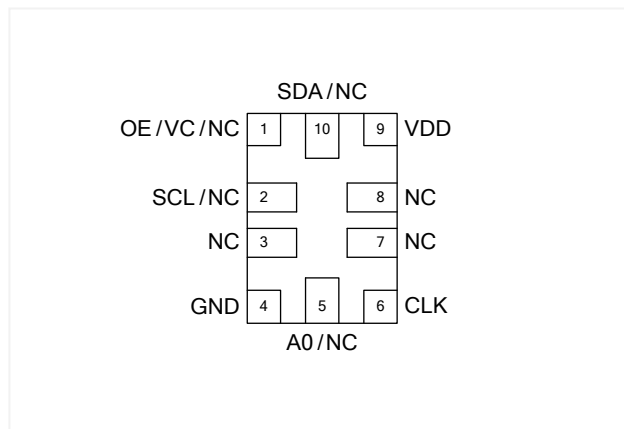 SDA/NC
OE/VC/NC 1 10 9 VDD
SCL/NC 2 8 NC
NC 3 7 NC
GND 4 5 6 CLK
A0/NC